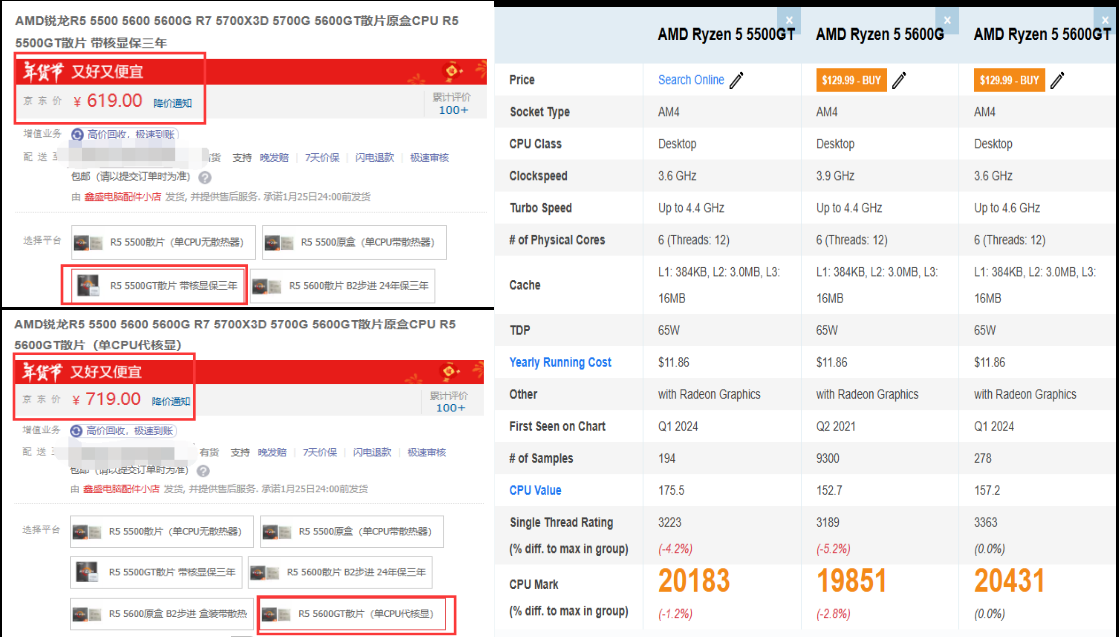 AMD锐龙R5 5500 5600 5600G R7 5700X3D 5700G 5600GT散片原盒CPU R5
5500GT散片 带核显保三年
年货节 又好又便宜
京 东 价 ￥ 619.00 降价通知
累计评价
100+
增值业务 高价回收，极速到账
配 送 至 有货 支持 晚发赔 | 7天价保 | 闪电退款 | 极速审核
包邮（请以提交订单时为准） ?
由 鑫盛电脑配件小店 发货, 并提供售后服务. 承诺1月25日24:00前发货
选择平台 R5 5500散片（单CPU无散热器） R5 5500原盒（单CPU带散热器）
R5 5500GT散片 带核显保三年 R5 5600散片 B2步进 24年保三年
AMD锐龙R5 5500 5600 5600G R7 5700X3D 5700G 5600GT散片原盒CPU R5
5600GT散片（单CPU代核显）
年货节 又好又便宜
京 东 价 ￥ 719.00 降价通知
累计评价
100+
增值业务 高价回收，极速到账
配 送 有货 支持 晚发赔 | 7天价保 | 闪电退款 | 极速审核
包邮（请以提交订单时为准） ?
由 鑫盛电脑配件小店 发货, 并提供售后服务. 承诺1月25日24:00前发货
选择平台 R5 5500散片（单CPU无散热器） R5 5500原盒（单CPU带散热器）
R5 5500GT散片 带核显保三年 R5 5600散片 B2步进 24年保三年
R5 5600原盒 B2步进 盒装带散热 R5 5600GT散片（单CPU代核显）
x x x
AMD Ryzen 5 5500GT AMD Ryzen 5 5600G AMD Ryzen 5 5600GT
Price Search Online $129.99 - BUY $129.99 - BUY
Socket Type AM4 AM4 AM4
CPU Class Desktop Desktop Desktop
Clockspeed 3.6 GHz 3.9 GHz 3.6 GHz
Turbo Speed Up to 4.4 GHz Up to 4.4 GHz Up to 4.6 GHz
# of Physical Cores 6 (Threads: 12) 6 (Threads: 12) 6 (Threads: 12)
Cache L1: 384KB, L2: 3.0MB, L3: 16MB L1: 384KB, L2: 3.0MB, L3: 16MB L1: 384KB, L2: 3.0MB, L3: 16MB
TDP 65W 65W 65W
Yearly Running Cost $11.86 $11.86 $11.86
Other with Radeon Graphics with Radeon Graphics with Radeon Graphics
First Seen on Chart Q1 2024 Q2 2021 Q1 2024
# of Samples 194 9300 278
CPU Value 175.5 152.7 157.2
Single Thread Rating 3223 3189 3363
(% diff. to max in group) (-4.2%) (-5.2%) (0.0%)
CPU Mark 20183 19851 20431
(% diff. to max in group) (-1.2%) (-2.8%) (0.0%)